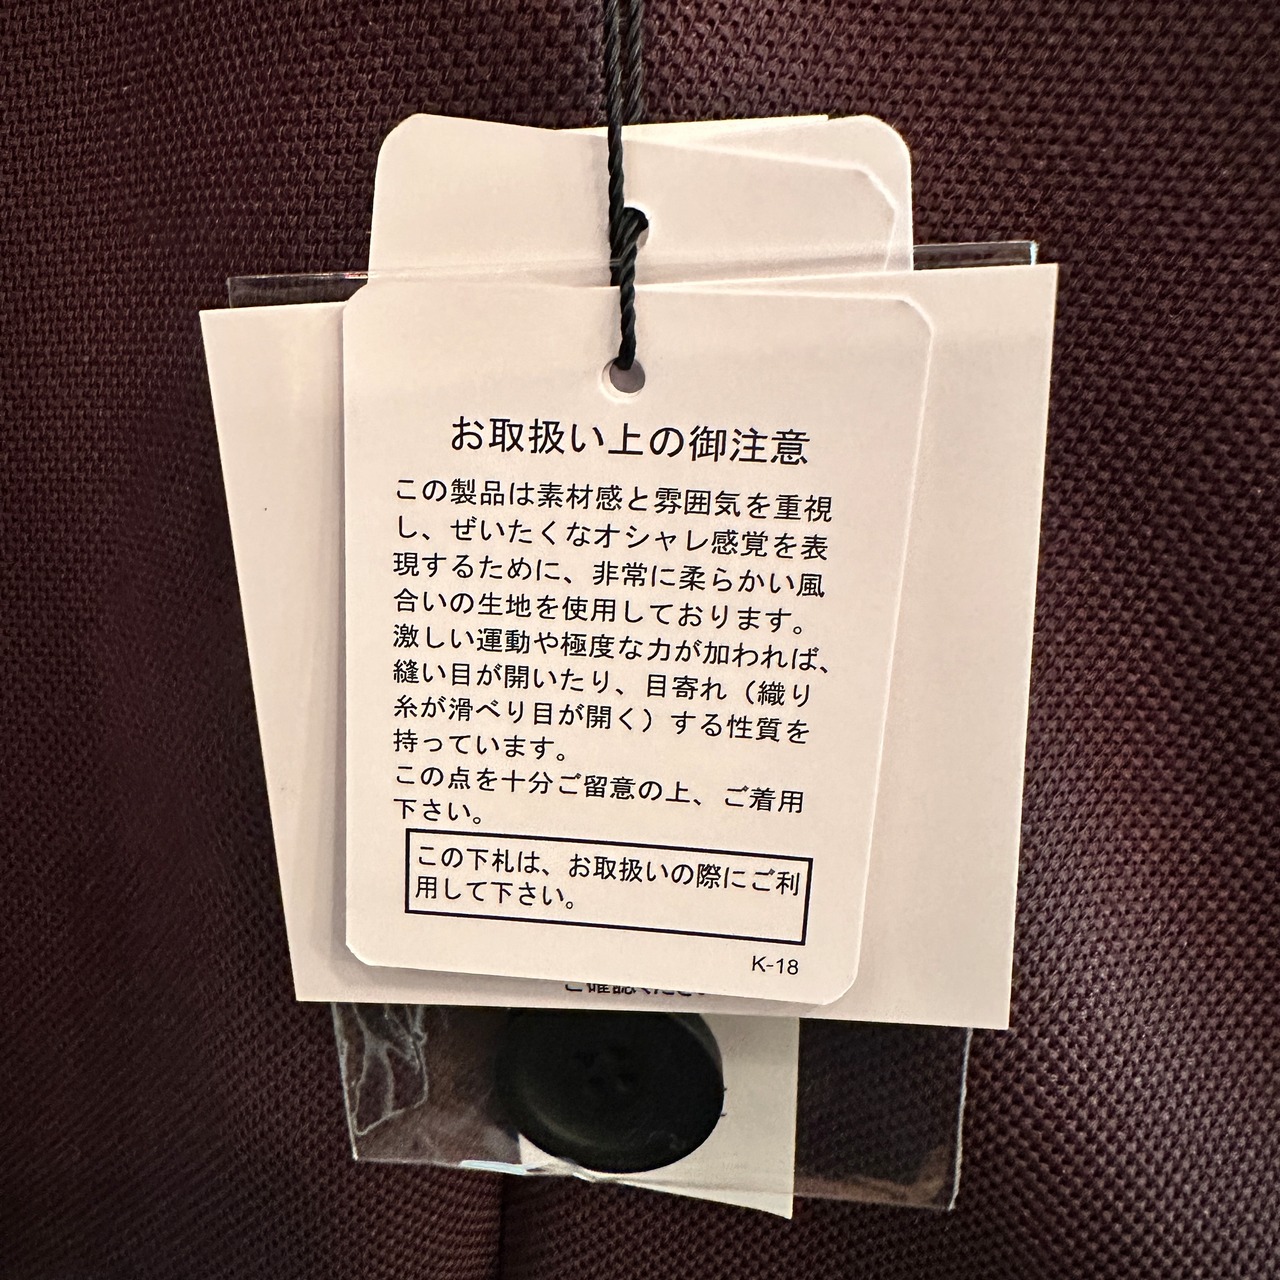 お取扱い上の御注意
この製品は素材感と雰囲気を重視
し、ぜいたくなオシャレ感覚を表
現するために、非常に柔らかい風
合いの生地を使用しております。
激しい運動や極度な力が加われば、
縫い目が開いたり、目寄れ（織り
糸が滑べり目が開く）する性質を
持っています。
この点を十分ご留意の上、ご着用
下さい。
この下札は、お取扱いの際にご利
用して下さい。
K-18